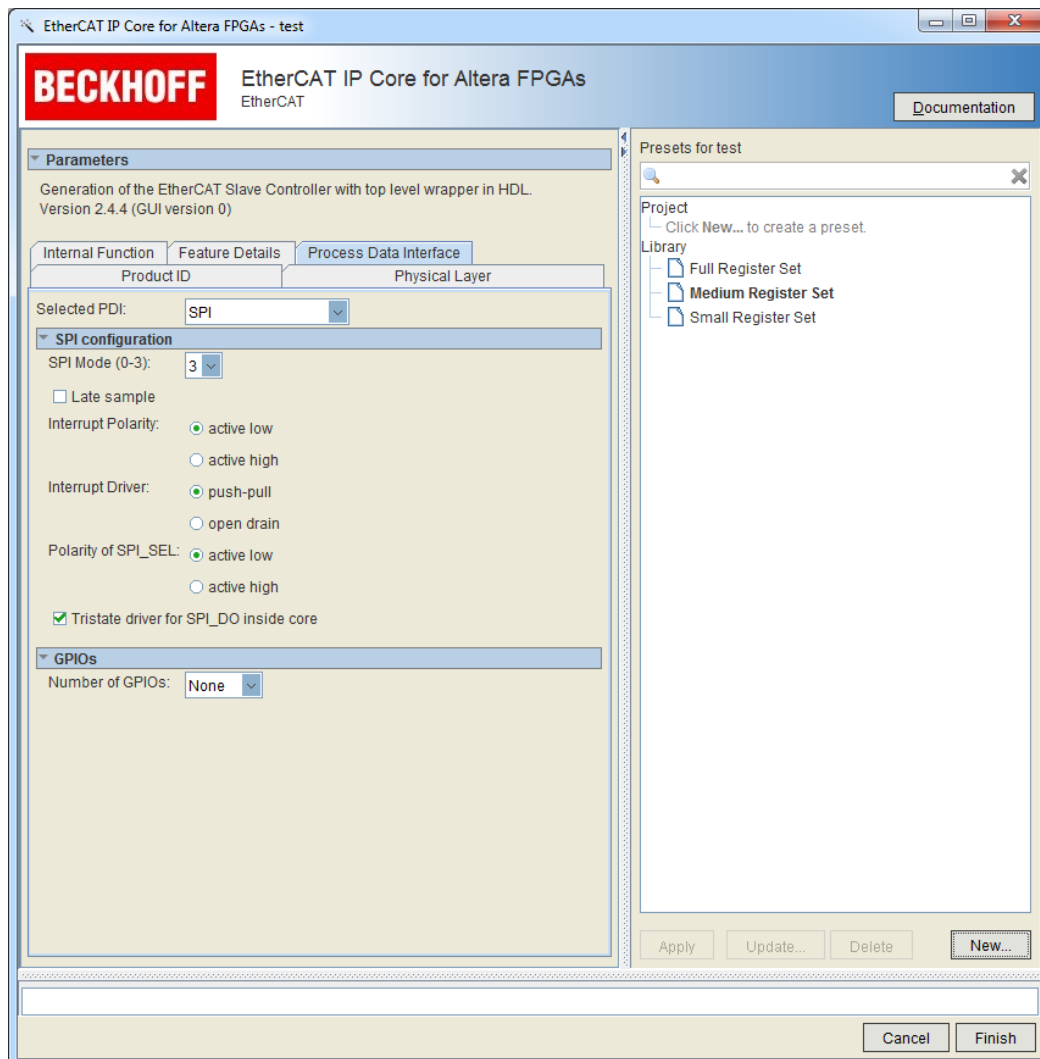 EtherCAT IP Core for Altera FPGAs - test
BECKHOFF
EtherCAT IP Core for Altera FPGAs
EtherCAT
Documentation
Parameters
Generation of the EtherCAT Slave Controller with top level wrapper in HDL.
Version 2.4.4 (GUI version 0)
Internal Function Feature Details Process Data Interface
Product ID Physical Layer
Selected PDI: SPI
SPI configuration
SPI Mode (0-3): 3
Late sample
Interrupt Polarity: active low
active high
Interrupt Driver: push-pull
open drain
Polarity of SPI_SEL: active low
active high
Tristate driver for SPI_DO inside core
GPIOs
Number of GPIOs: None
Presets for test
Project
Click New... to create a preset.
Library
Full Register Set
Medium Register Set
Small Register Set
Apply Update... Delete New...
Cancel Finish